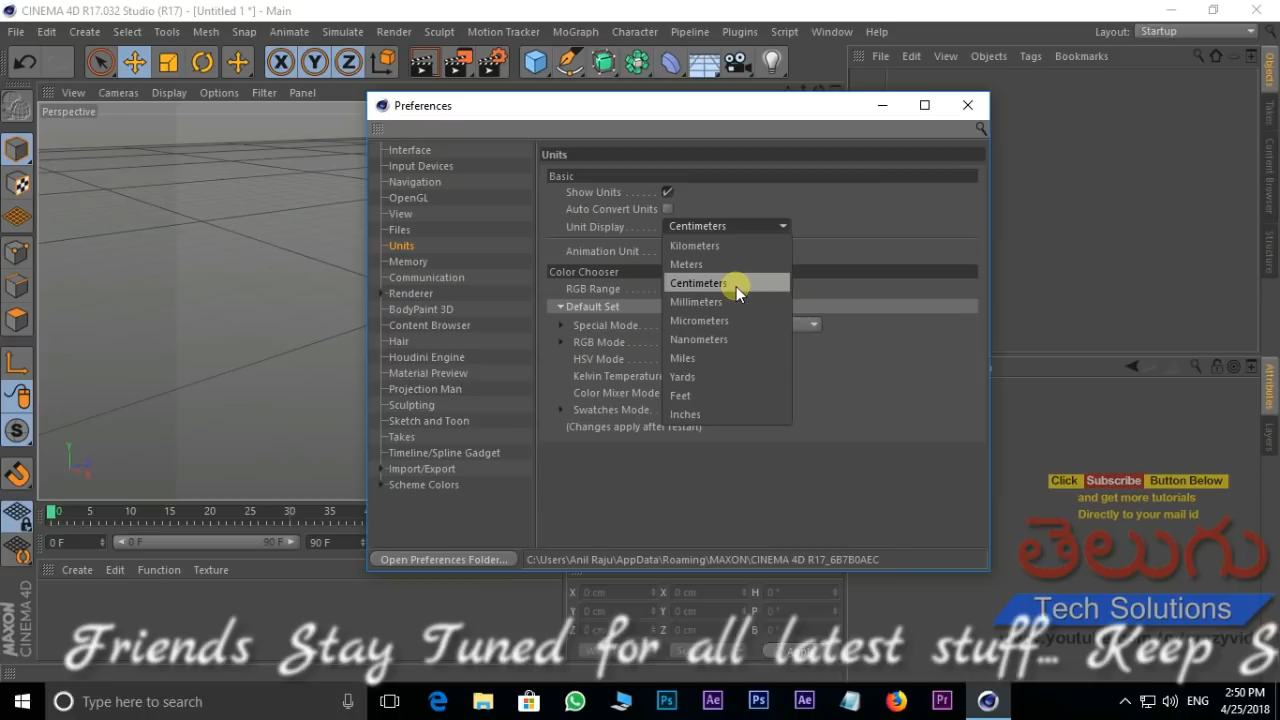 CINEMA 4D R17.032 Studio (R17) - [Untitled 1 *] - Main
File Edit Create Select Tools Mesh Snap Animate Simulate Render Sculpt Motion Tracker MoGraph Character Pipeline Plugins Script Window Help Layout: Startup
X Y Z
File Edit View Objects Tags Bookmarks
View Cameras Display Options Filter Panel
Perspective
Preferences
Interface
Input Devices
Navigation
OpenGL
View
Files
Units
Memory
Communication
Renderer
BodyPaint 3D
Content Browser
Hair
Houdini Engine
Material Preview
Projection Man
Sculpting
Sketch and Toon
Takes
Timeline/Spline Gadget
Import/Export
Scheme Colors
Units
Basic
Show Units
Auto Convert Units
Unit Display Centimeters
Animation Unit
Color Chooser
RGB Range
Default Set
Special Mode
RGB Mode
HSV Mode
Kelvin Temperature
Color Mixer Mode
Swatches Mode
(Changes apply after restart)
Kilometers
Meters
Centimeters
Millimeters
Micrometers
Nanometers
Miles
Yards
Feet
Inches
Open Preferences Folder... C:\Users\Anil Raju\AppData\Roaming\MAXON\CINEMA 4D R17_6B7B0AEC
Objects
Takes
Content Browser
Structure
Attributes
Layers
0 5 10 15 20 25 30 35
0 F 0 F 90 F 90 F
Create Edit Function Texture
X 0 cm X 0 cm H 0 °
Y 0 cm Y 0 cm P 0 °
Z 0 cm Z 0 cm B 0 °
MAXON CINEMA 4D
Click Subscribe Button Below
and get more tutorials
Directly to your mail id
తెలుగు
Tech Solutions
Friends Stay Tuned for all latest stuff... Keep S
Type here to search
ENG
2:50 PM
4/25/2018